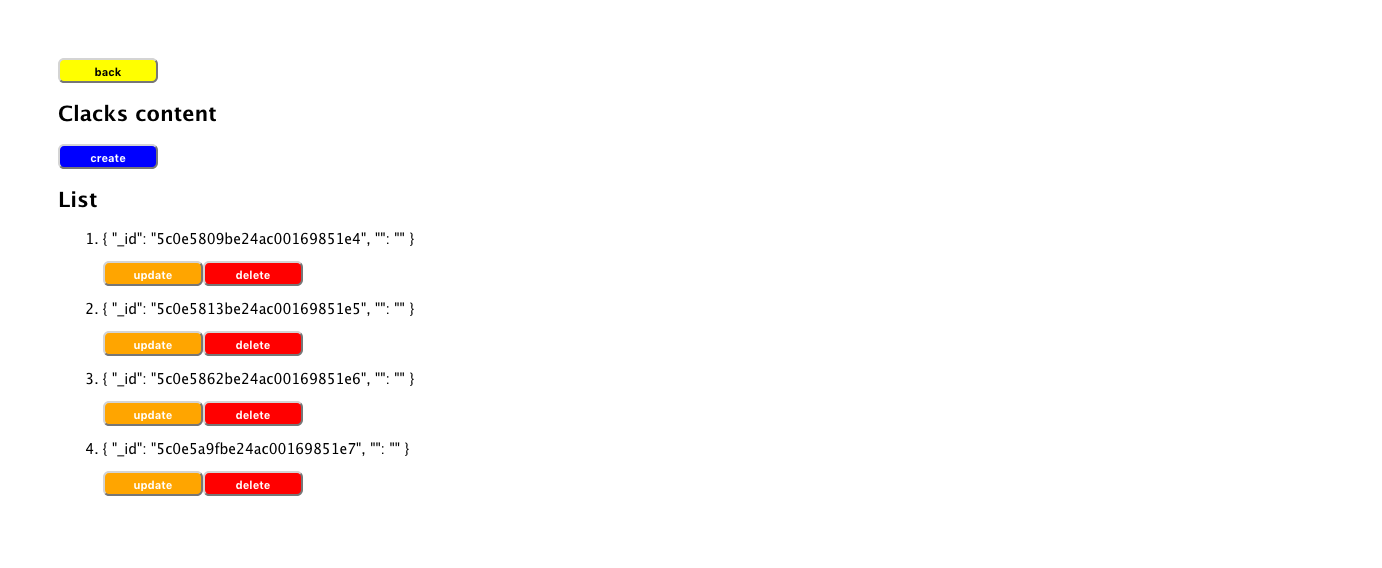 back
Clacks content
create
List
1. { "_id": "5c0e5809be24ac00169851e4", "": "" }
update delete
2. { "_id": "5c0e5813be24ac00169851e5", "": "" }
update delete
3. { "_id": "5c0e5862be24ac00169851e6", "": "" }
update delete
4. { "_id": "5c0e5a9fbe24ac00169851e7", "": "" }
update delete